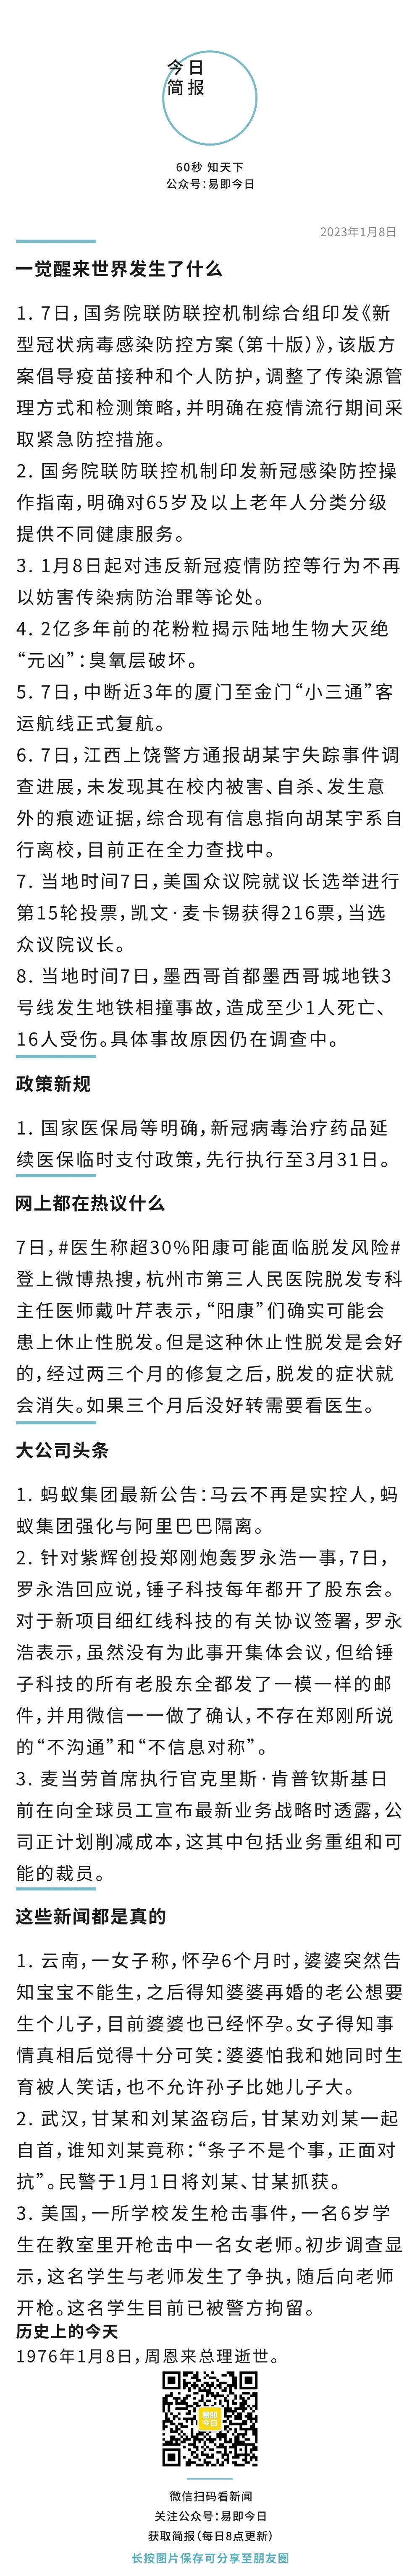 今日
简报
60秒 知天下
公众号：易即今日
2023年1月8日
一觉醒来世界发生了什么
1. 7日，国务院联防联控机制综合组印发《新
型冠状病毒感染防控方案（第十版）》，该版方
案倡导疫苗接种和个人防护，调整了传染源管
理方式和检测策略，并明确在疫情流行期间采
取紧急防控措施。
2. 国务院联防联控机制印发新冠感染防控操
作指南，明确对65岁及以上老年人分类分级
提供不同健康服务。
3. 1月8日起对违反新冠疫情防控等行为不再
以妨害传染病防治罪等论处。
4. 2亿多年前的花粉粒揭示陆地生物大灭绝
“元凶”：臭氧层破坏。
5. 7日，中断近3年的厦门至金门“小三通”客
运航线正式复航。
6. 7日，江西上饶警方通报胡某宇失踪事件调
查进展，未发现其在校内被害、自杀、发生意
外的痕迹证据，综合现有信息指向胡某宇系自
行离校，目前正在全力查找中。
7. 当地时间7日，美国众议院就议长选举进行
第15轮投票，凯文·麦卡锡获得216票，当选
众议院议长。
8. 当地时间7日，墨西哥首都墨西哥城地铁3
号线发生地铁相撞事故，造成至少1人死亡、
16人受伤。具体事故原因仍在调查中。
政策新规
1. 国家医保局等明确，新冠病毒治疗药品延
续医保临时支付政策，先行执行至3月31日。
网上都在热议什么
7日，#医生称超30%阳康可能面临脱发风险#
登上微博热搜，杭州市第三人民医院脱发专科
主任医师戴叶芹表示，“阳康”们确实可能会
患上休止性脱发。但是这种休止性脱发是会好
的，经过两三个月的修复之后，脱发的症状就
会消失。如果三个月后没好转需要看医生。
大公司头条
1. 蚂蚁集团最新公告：马云不再是实控人，蚂
蚁集团强化与阿里巴巴隔离。
2. 针对紫辉创投郑刚炮轰罗永浩一事，7日，
罗永浩回应说，锤子科技每年都开了股东会。
对于新项目细红线科技的有关协议签署，罗永
浩表示，虽然没有为此事开集体会议，但给锤
子科技的所有老股东全都发了一模一样的邮
件，并用微信一一做了确认，不存在郑刚所说
的“不沟通”和“不信息对称”。
3. 麦当劳首席执行官克里斯·肯普钦斯基日
前在向全球员工宣布最新业务战略时透露，公
司正计划削减成本，这其中包括业务重组和可
能的裁员。
这些新闻都是真的
1. 云南，一女子称，怀孕6个月时，婆婆突然告
知宝宝不能生，之后得知婆婆再婚的老公想要
生个儿子，目前婆婆也已经怀孕。女子得知事
情真相后觉得十分可笑：婆婆怕我和她同时生
育被人笑话，也不允许孙子比她儿子大。
2. 武汉，甘某和刘某盗窃后，甘某劝刘某一起
自首，谁知刘某竟称：“条子不是个事，正面对
抗”。民警于1月1日将刘某、甘某抓获。
3. 美国，一所学校发生枪击事件，一名6岁学
生在教室里开枪击中一名女老师。初步调查显
示，这名学生与老师发生了争执，随后向老师
开枪。这名学生目前已被警方拘留。
历史上的今天
1976年1月8日，周恩来总理逝世。
易即
今日
微信扫码看新闻
关注公众号：易即今日
获取简报（每日8点更新）
长按图片保存可分享至朋友圈